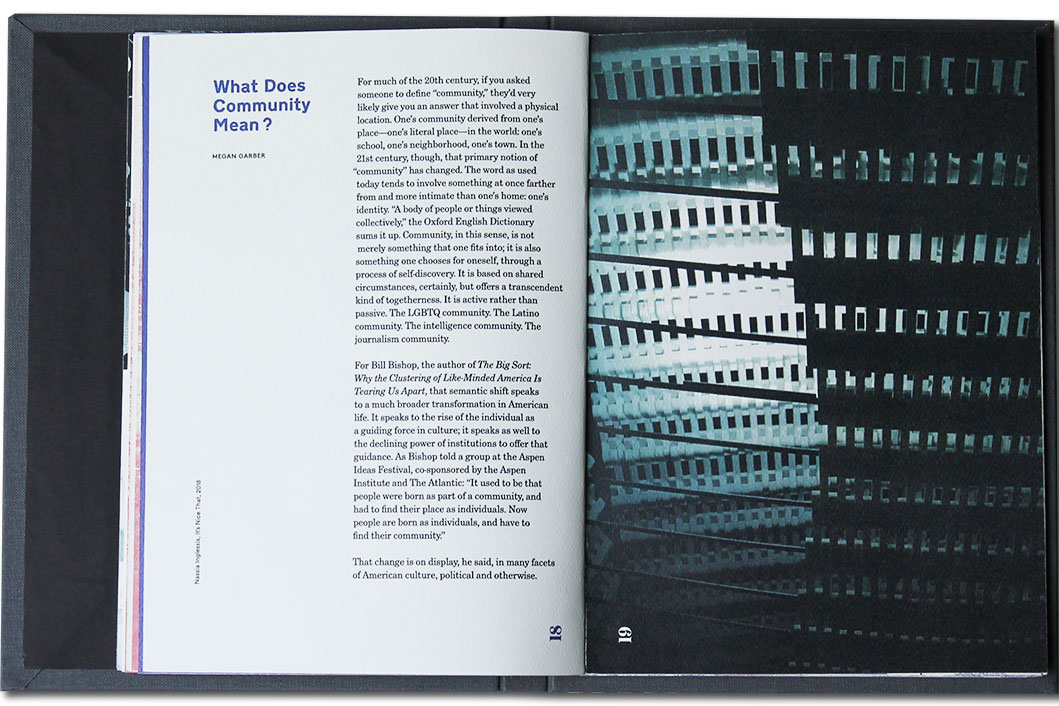 What Does
Community
Mean?
MEGAN GARBER
For much of the 20th century, if you asked
someone to define “community,” they’d very
likely give you an answer that involved a physical
location. One’s community derived from one’s
place—one’s literal place—in the world: one’s
school, one’s neighborhood, one’s town. In the
21st century, though, that primary notion of
“community” has changed. The word as used
today tends to involve something at once farther
from and more intimate than one’s home: one’s
identity. “A body of people or things viewed
collectively,” the Oxford English Dictionary
sums it up. Community, in this sense, is not
merely something that one fits into; it is also
something one chooses for oneself, through a
process of self-discovery. It is based on shared
circumstances, certainly, but offers a transcendent
kind of togetherness. It is active rather than
passive. The LGBTQ community. The Latino
community. The intelligence community. The
journalism community.
For Bill Bishop, the author of The Big Sort:
Why the Clustering of Like-Minded America Is
Tearing Us Apart, that semantic shift speaks
to a much broader transformation in American
life. It speaks to the rise of the individual as
a guiding force in culture; it speaks as well to
the declining power of institutions to offer that
guidance. As Bishop told a group at the Aspen
Ideas Festival, co-sponsored by the Aspen
Institute and The Atlantic: “It used to be that
people were born as part of a community, and
had to find their place as individuals. Now
people are born as individuals, and have to
find their community.”
That change is on display, he said, in many facets
of American culture, political and otherwise.
Nassia Inglessis, It’s Nice That, 2018
18
19